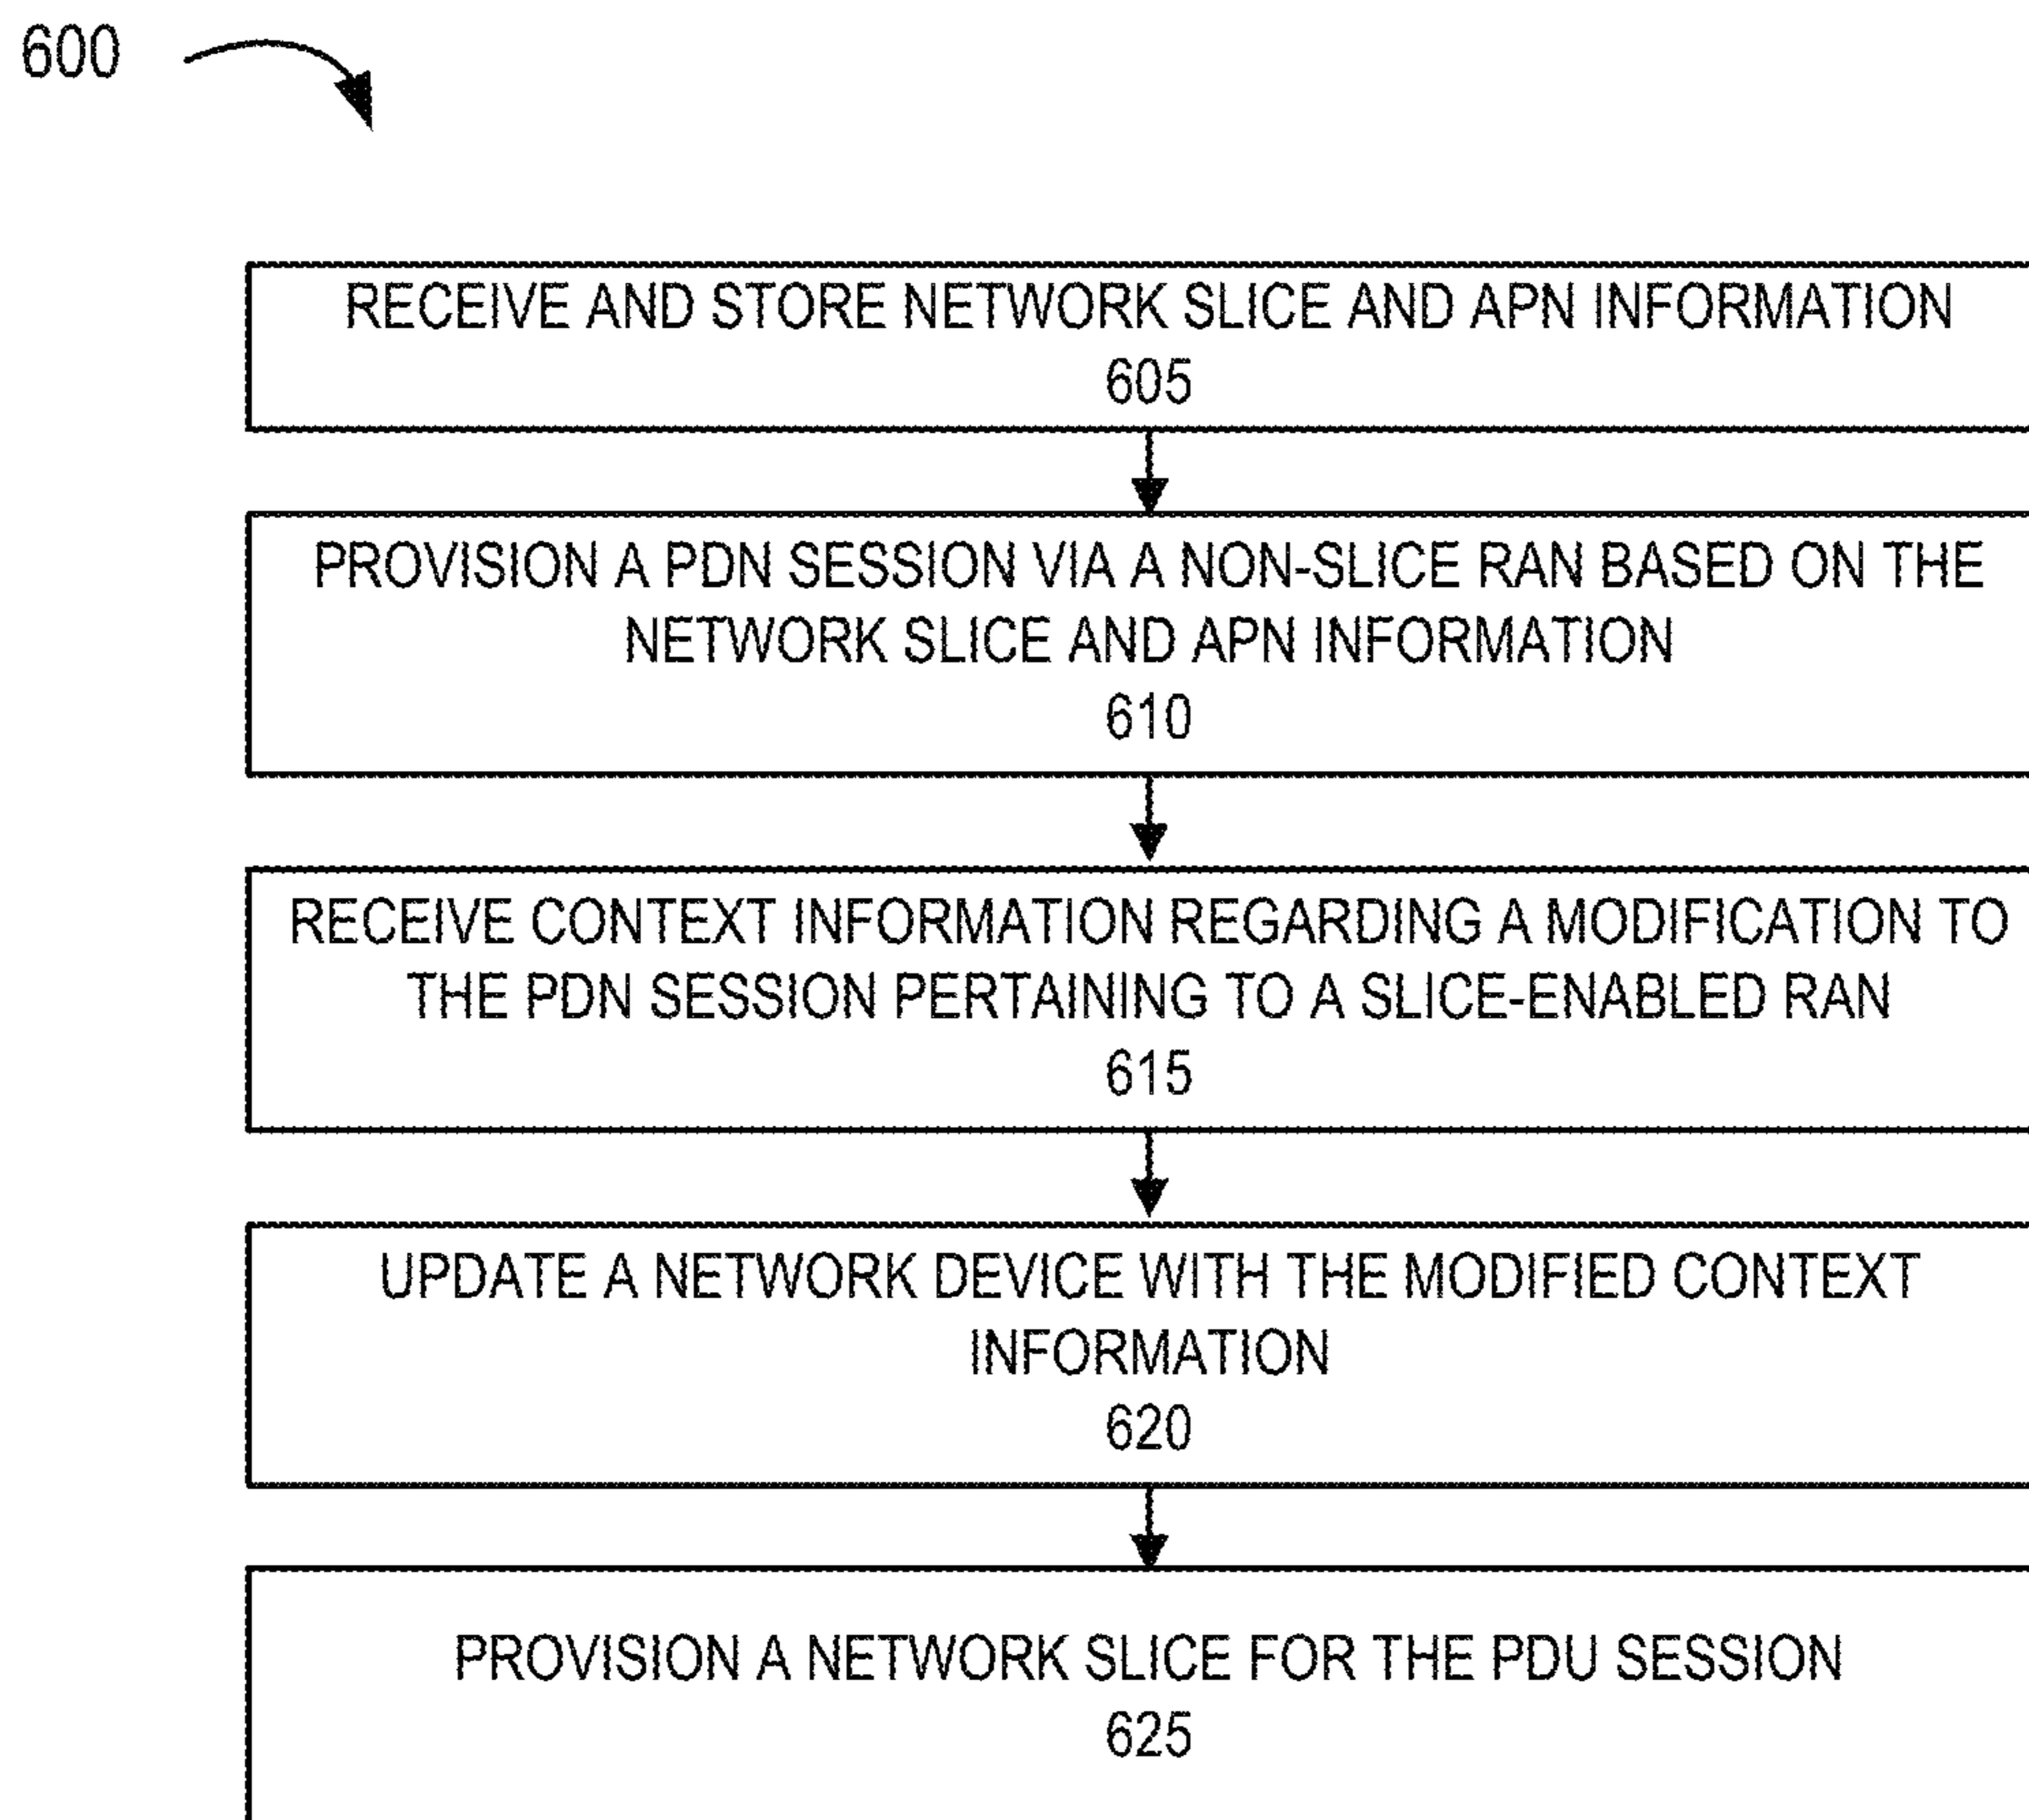 600
RECEIVE AND STORE NETWORK SLICE AND APN INFORMATION
605
PROVISION A PDN SESSION VIA A NON-SLICE RAN BASED ON THE
NETWORK SLICE AND APN INFORMATION
610
RECEIVE CONTEXT INFORMATION REGARDING A MODIFICATION TO
THE PDN SESSION PERTAINING TO A SLICE-ENABLED RAN
615
UPDATE A NETWORK DEVICE WITH THE MODIFIED CONTEXT
INFORMATION
620
PROVISION A NETWORK SLICE FOR THE PDU SESSION
625